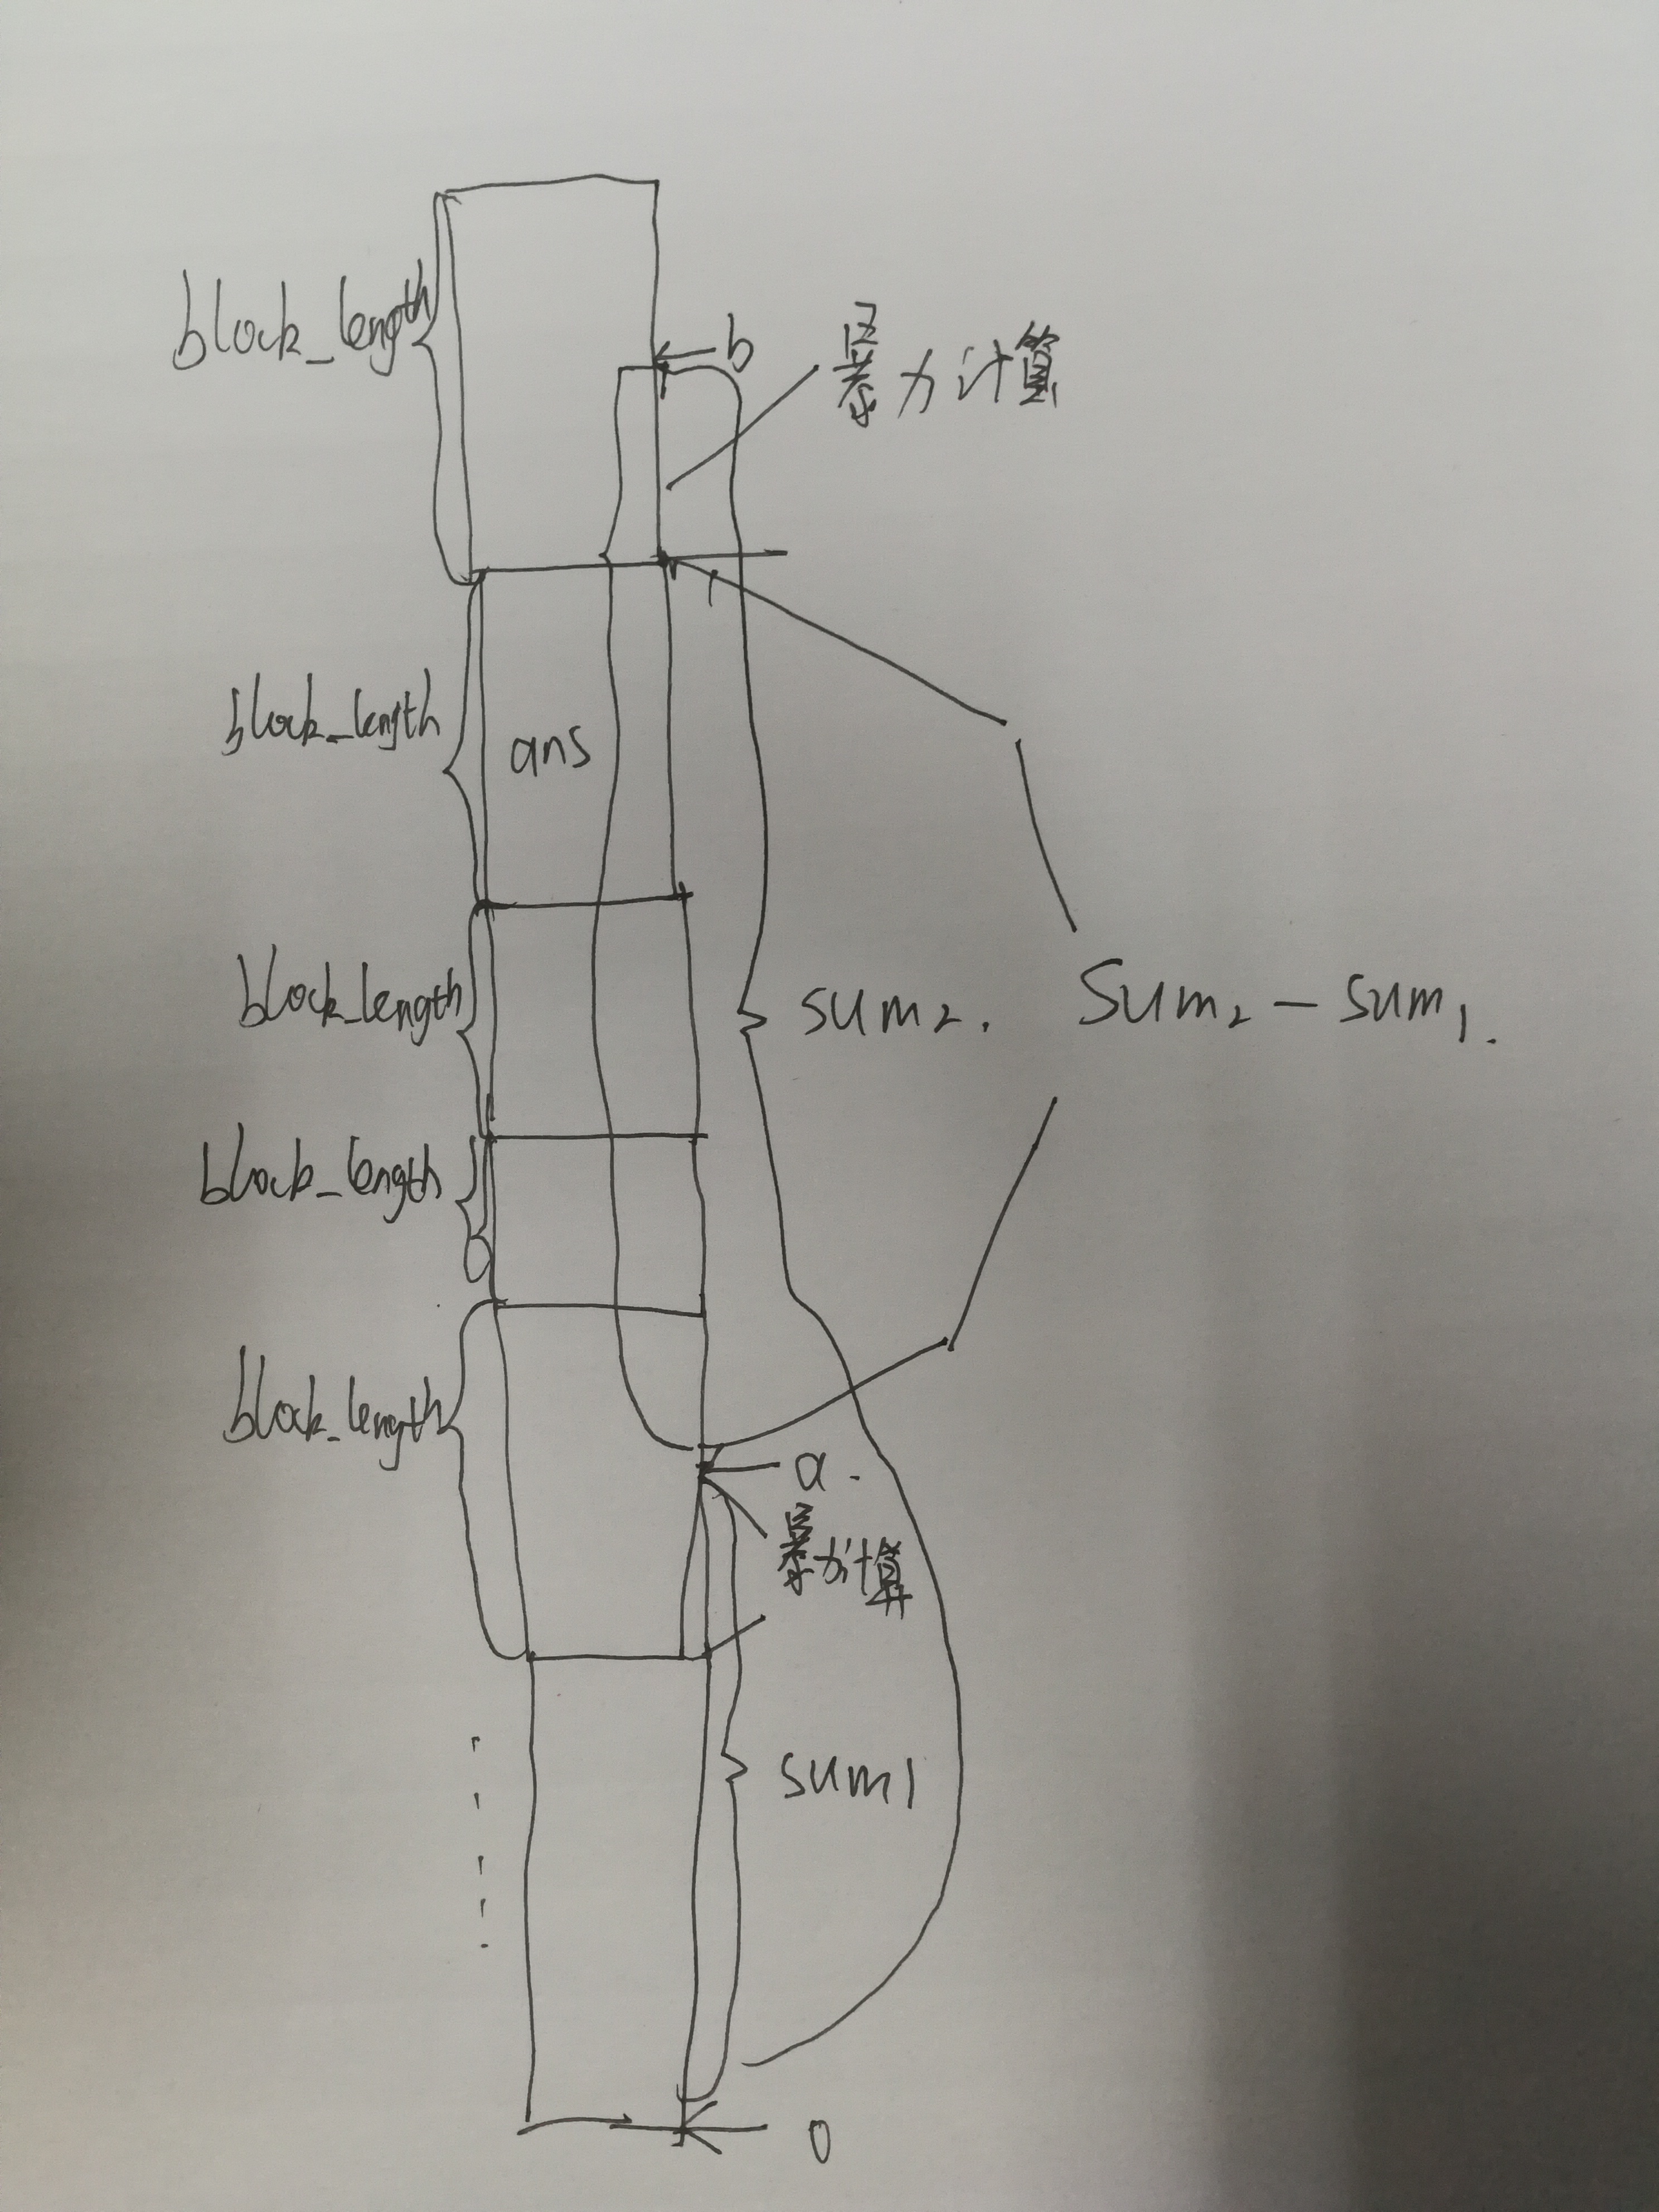 block_length
b
暴力计算
block_length
ans
block_length
sum2.
Sum2-sum1.
block_length
block_length
a.
暴力计算
sum1
0